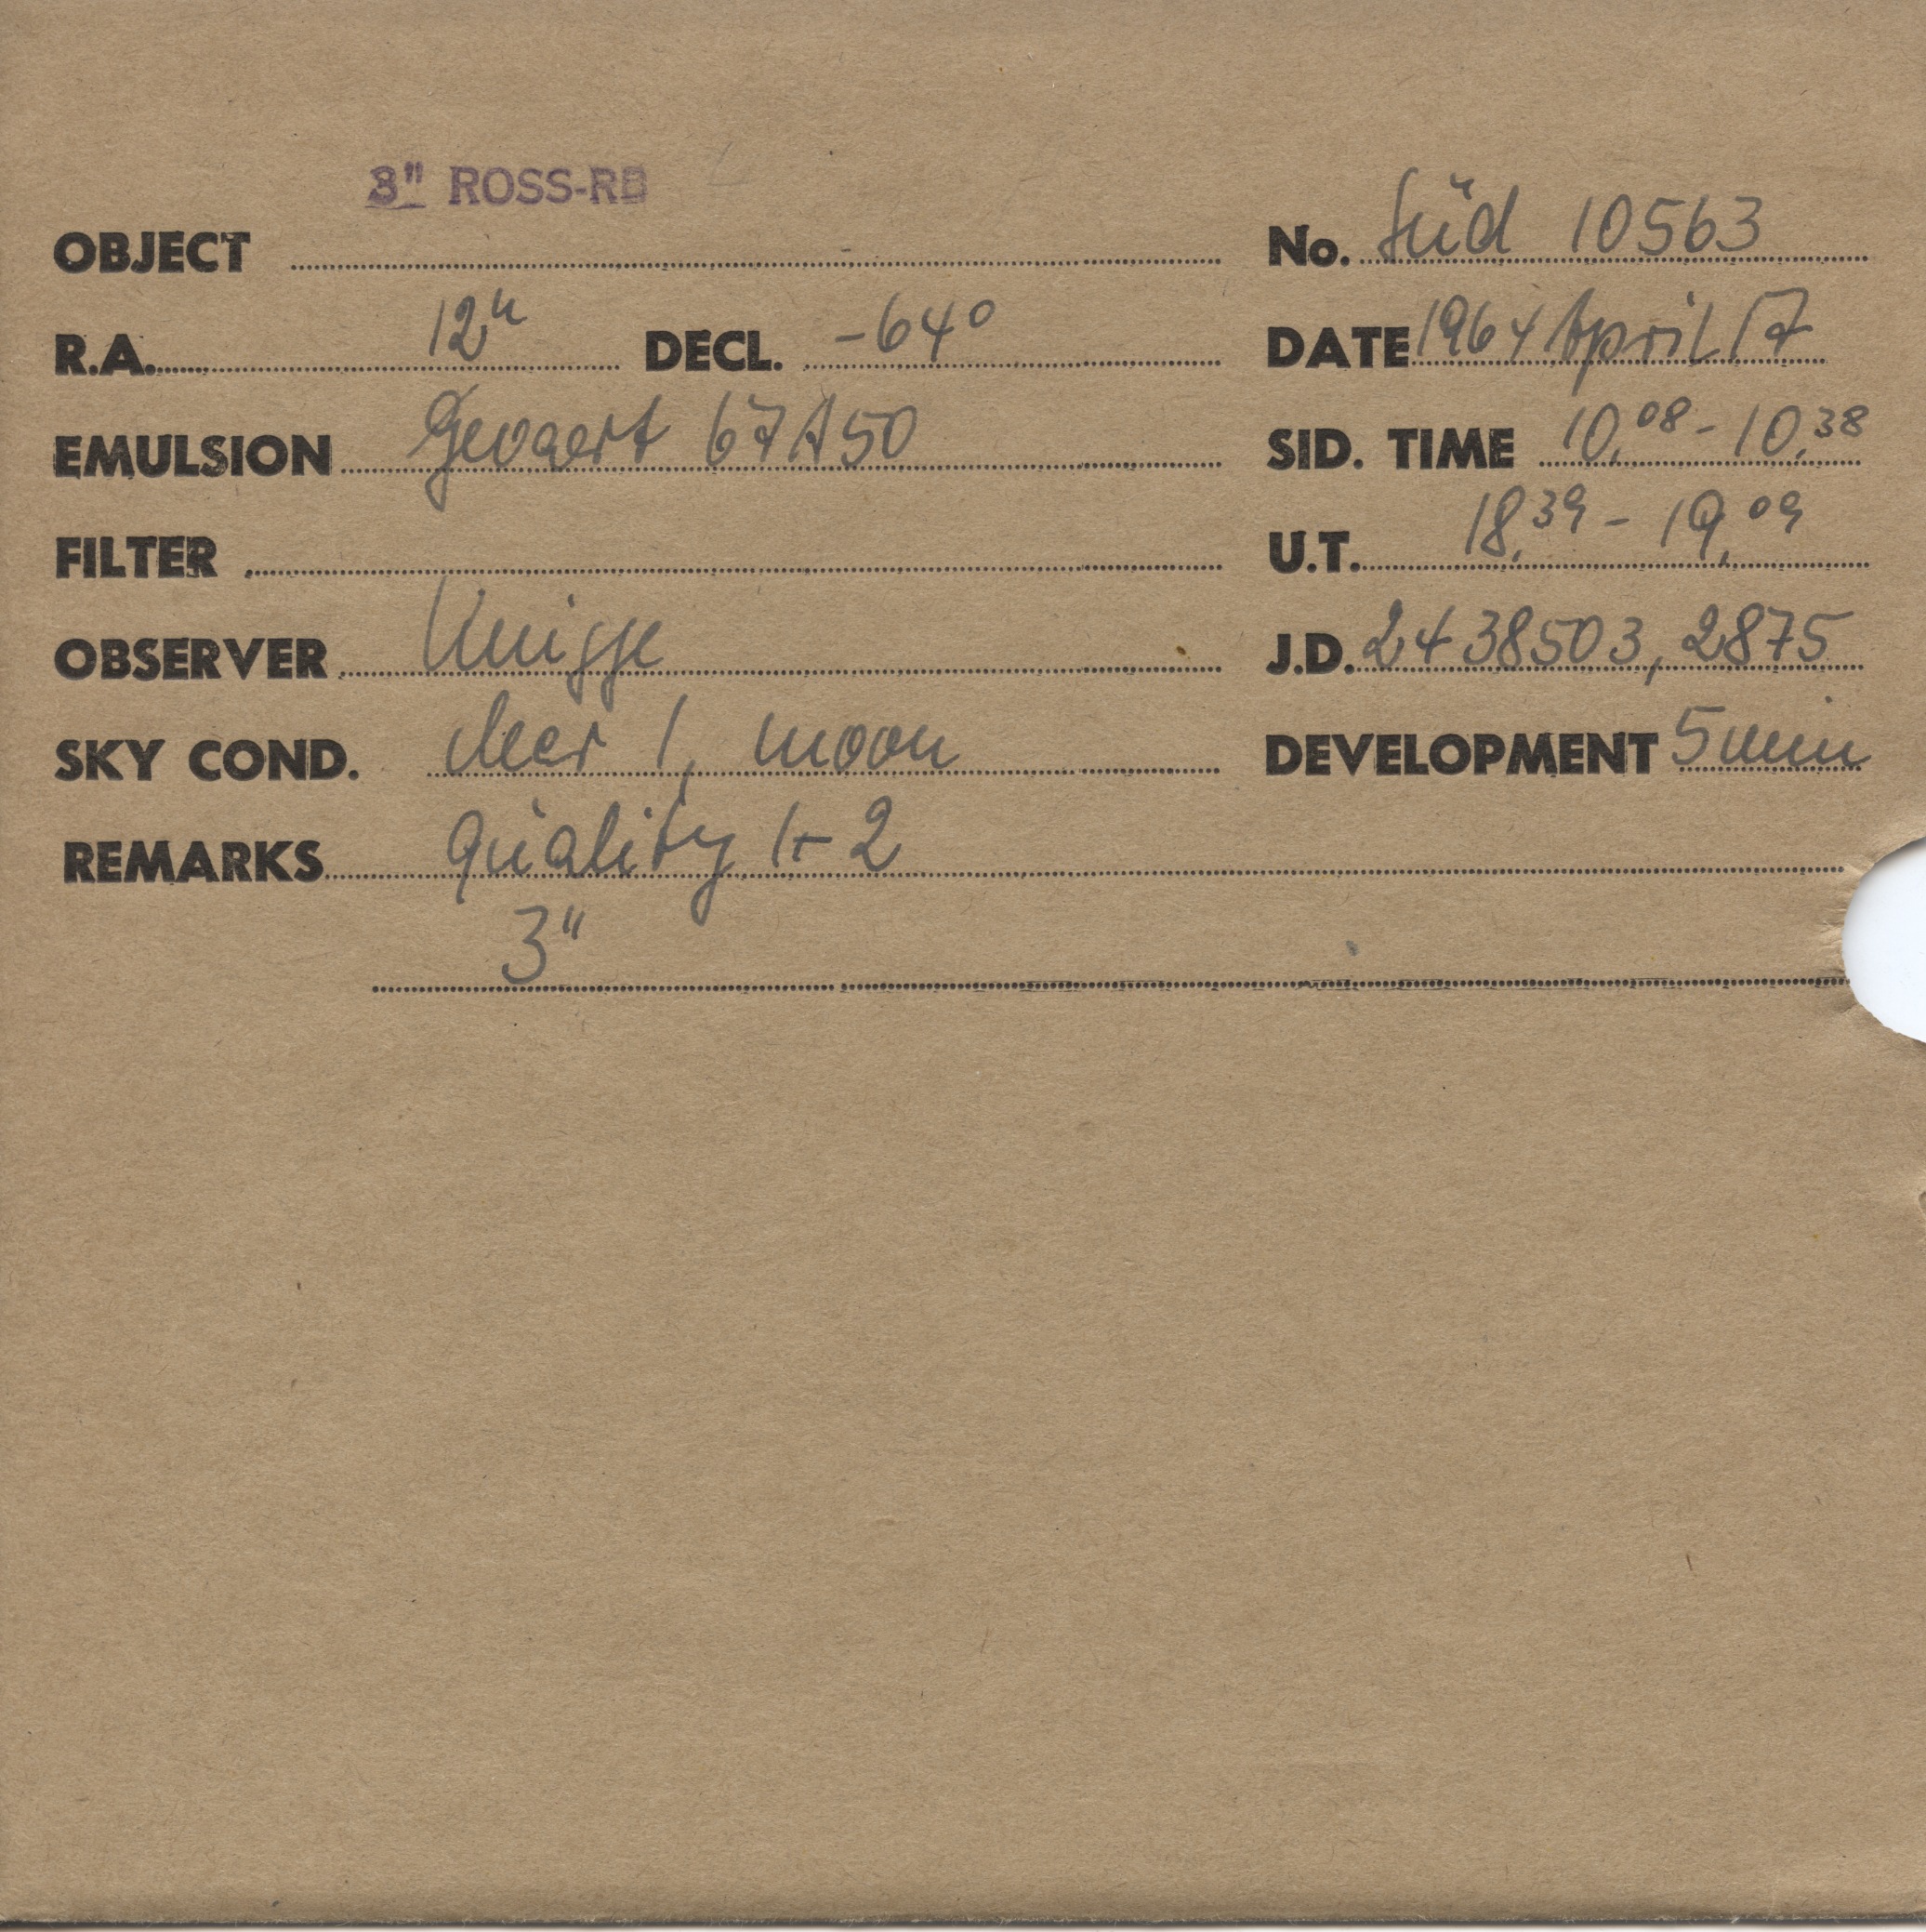 3" ROSS-RB
OBJECT No. Süd 10563
R.A. 12h DECL. -64° DATE 1964 April 17
EMULSION Gevaert 67A50 SID. TIME 10,08 - 10,38
FILTER U.T. 18,39 - 19,09
OBSERVER Knigge J.D. 2438503,2875
SKY COND. clear 1, moon DEVELOPMENT 5 min
REMARKS quality 1-2
3"